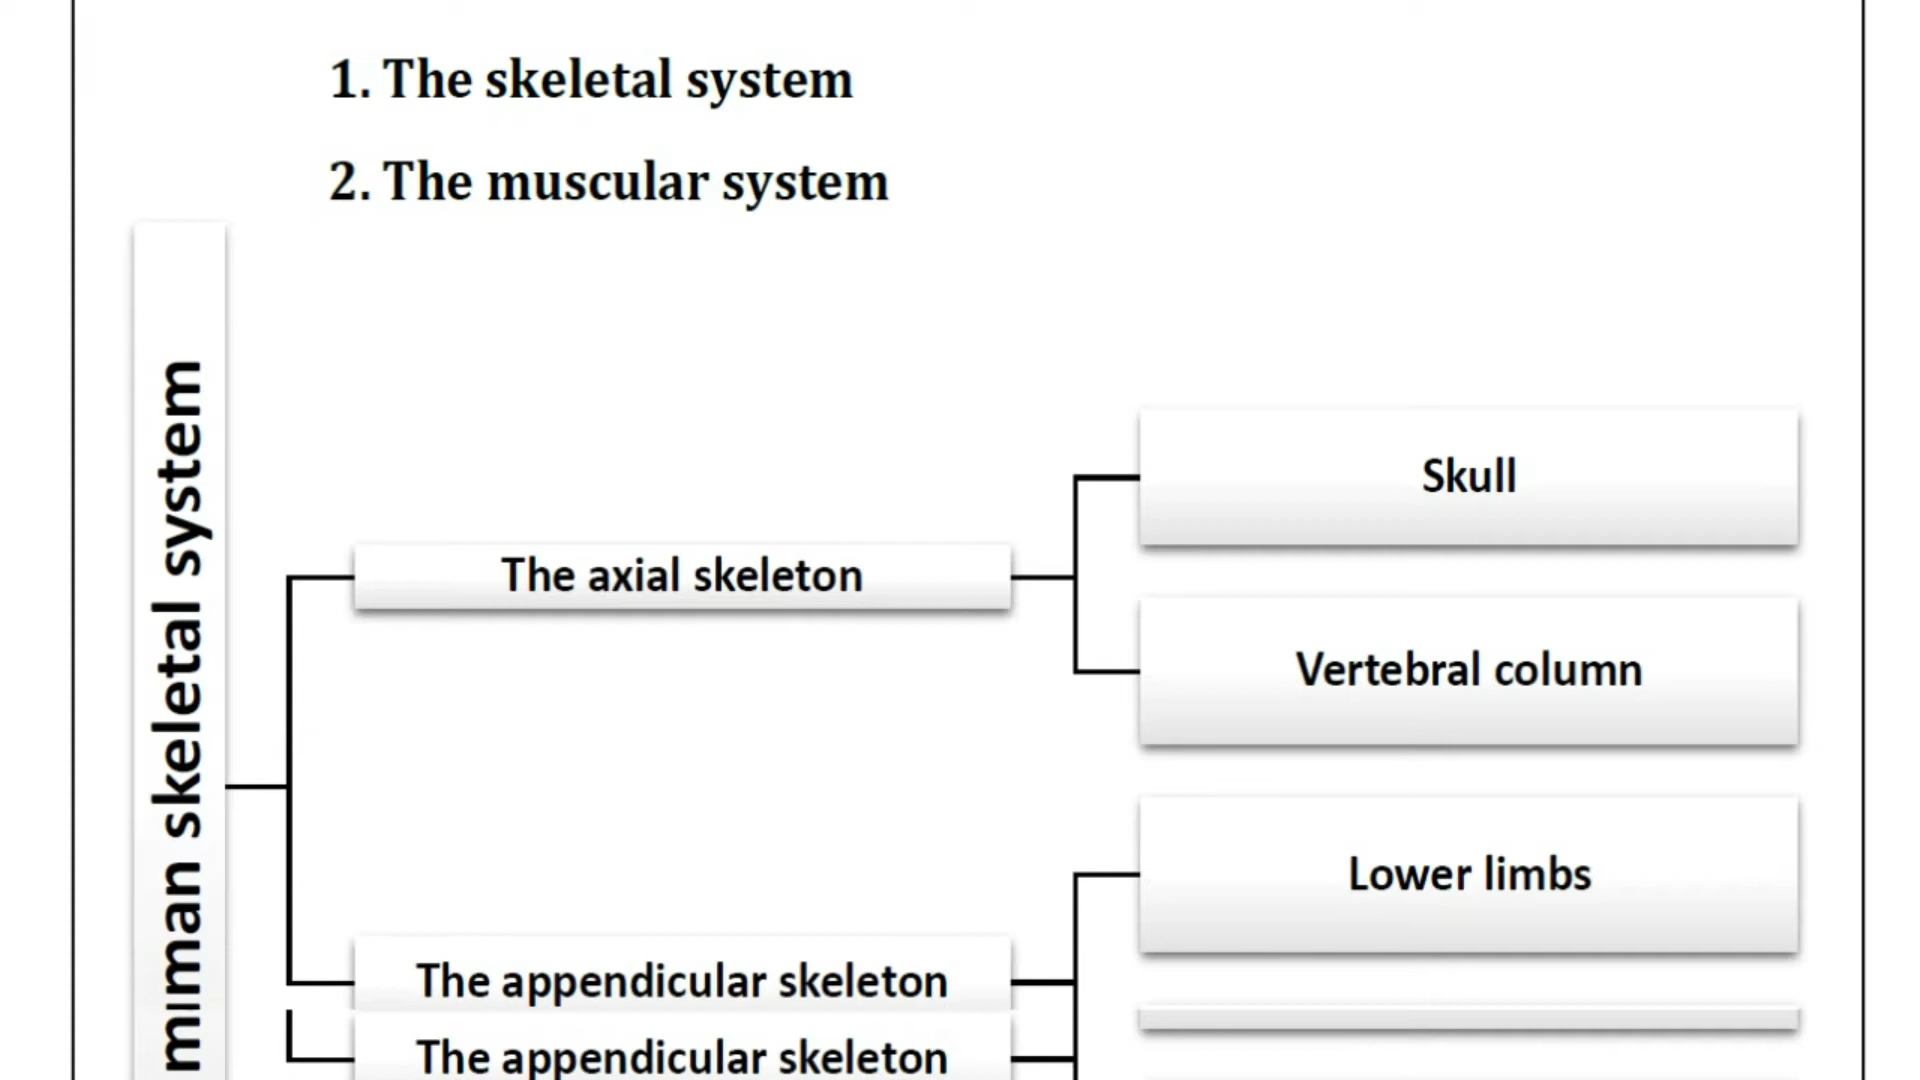 1. The skeletal system
2. The muscular system
skeletal system
The axial skeleton
Skull
Vertebral column
Lower limbs
The appendicular skeleton
The appendicular skeleton